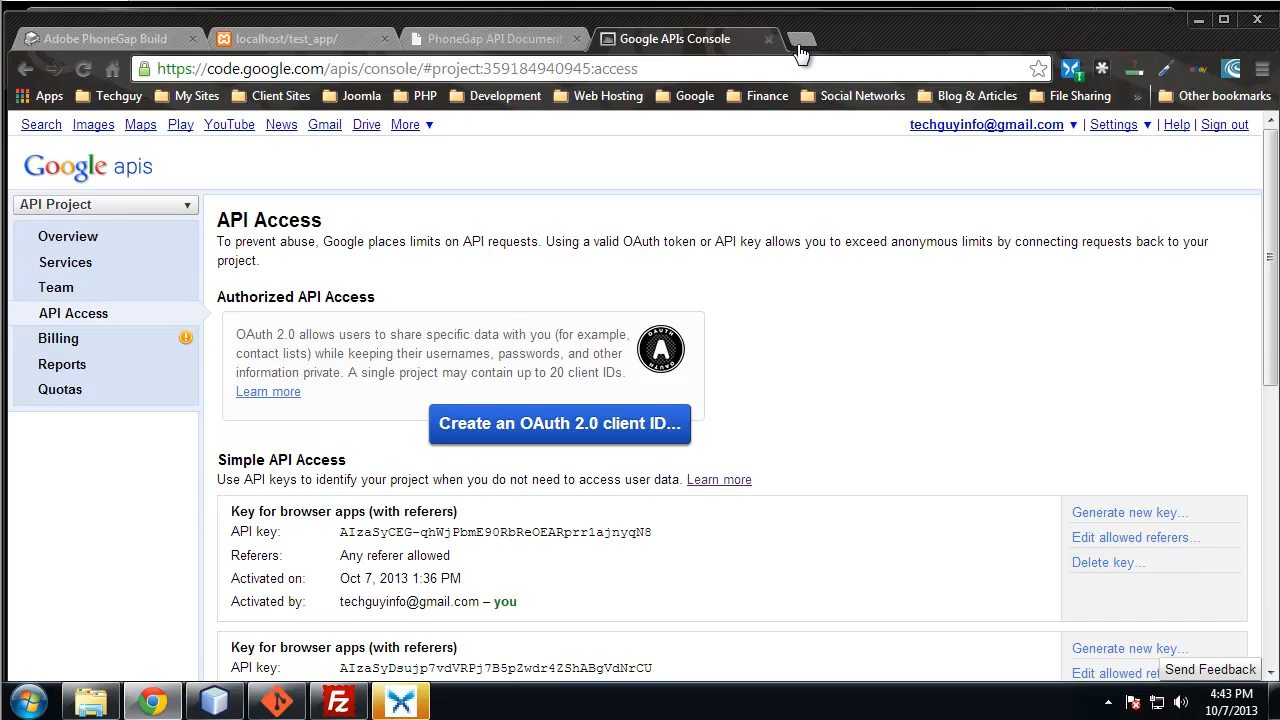 Adobe PhoneGap Build
localhost/test_app/
PhoneGap API Document
Google APIs Console
https://code.google.com/apis/console/#project:359184940945:access
Apps
Techguy
My Sites
Client Sites
Joomla
PHP
Development
Web Hosting
Google
Finance
Social Networks
Blog & Articles
File Sharing
»
Other bookmarks
Search Images Maps Play YouTube News Gmail Drive More ▼
techguyinfo@gmail.com ▼ | Settings ▼ | Help | Sign out
Google apis
API Project
Overview
Services
Team
API Access
Billing
Reports
Quotas
API Access
To prevent abuse, Google places limits on API requests. Using a valid OAuth token or API key allows you to exceed anonymous limits by connecting requests back to your
project.
Authorized API Access
OAuth 2.0 allows users to share specific data with you (for example,
contact lists) while keeping their usernames, passwords, and other
information private. A single project may contain up to 20 client IDs.
Learn more
Create an OAuth 2.0 client ID...
Simple API Access
Use API keys to identify your project when you do not need to access user data. Learn more
Key for browser apps (with referers)
API key: AIzaSyCEG-qhWjPbmE90RbReOEARprr1ajnyqN8
Referers: Any referer allowed
Activated on: Oct 7, 2013 1:36 PM
Activated by: techguyinfo@gmail.com – you
Generate new key...
Edit allowed referers...
Delete key...
Key for browser apps (with referers)
API key: AIzaSyDsujp7vdVRPj7B5pZwdr4ZShABgVdNrCU
Generate new key...
Edit allowed refere
Send Feedback
4:43 PM
10/7/2013